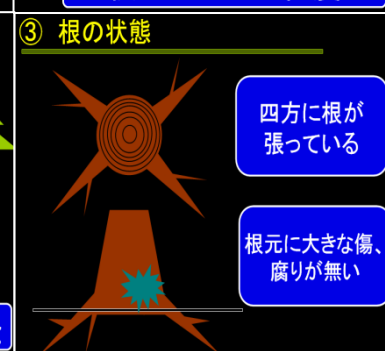 ③ 根の状態
四方に根が
張っている
根元に大きな傷、
腐りが無い